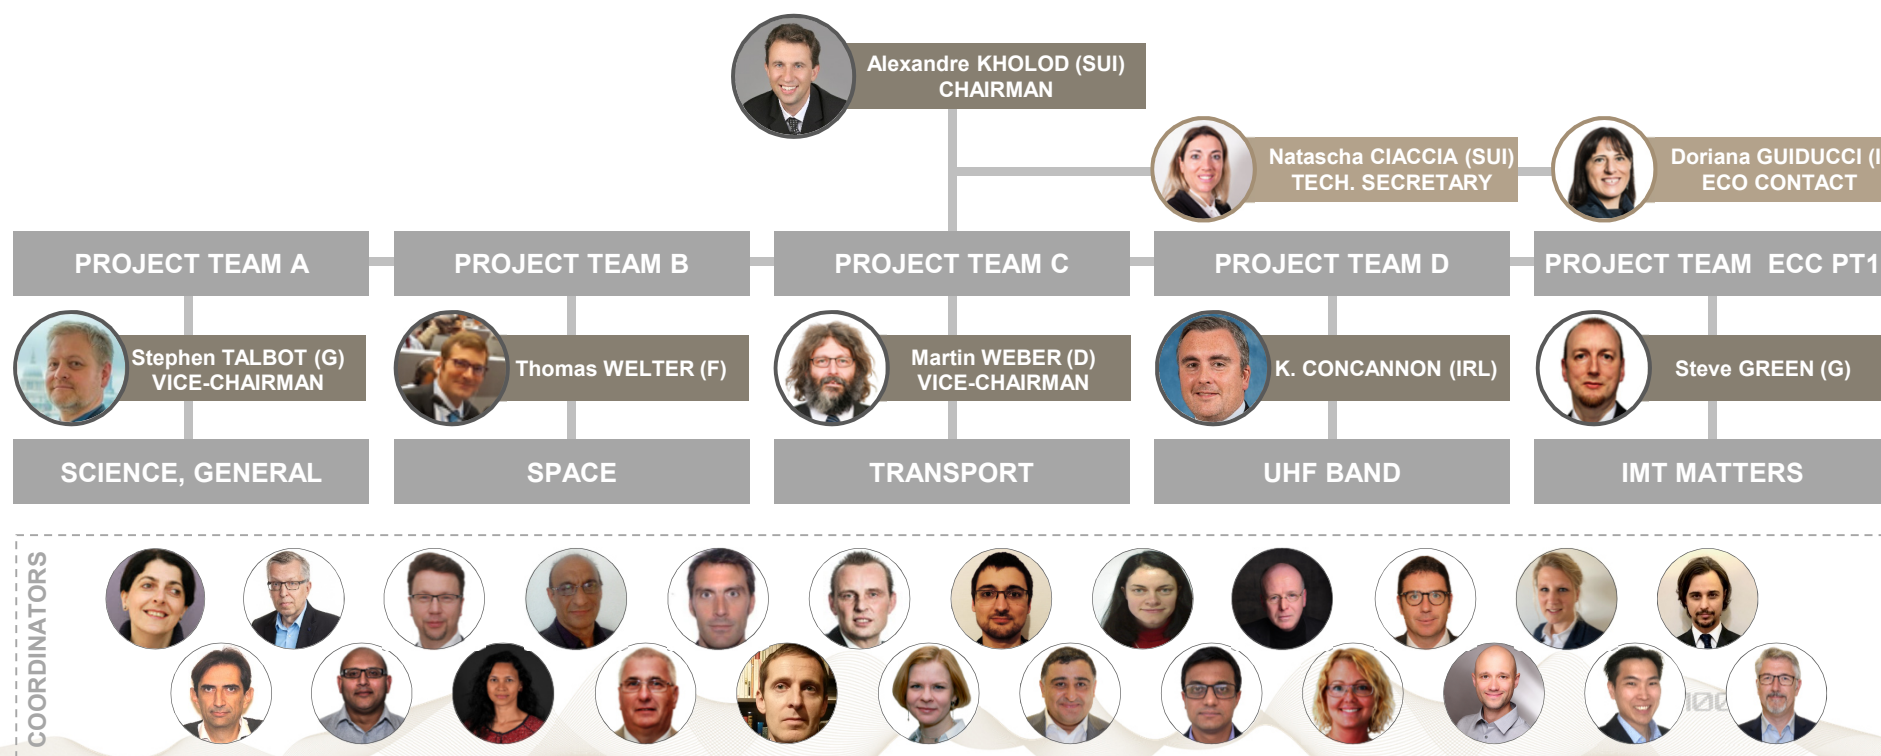 Alexandre KHOLOD (SUI)
CHAIRMAN
Natascha CIACCIA (SUI)
TECH. SECRETARY
Doriana GUIDUCCI (I
ECO CONTACT
PROJECT TEAM A
PROJECT TEAM B
PROJECT TEAM C
PROJECT TEAM D
PROJECT TEAM ECC PT1
Stephen TALBOT (G)
VICE-CHAIRMAN
Thomas WELTER (F)
Martin WEBER (D)
VICE-CHAIRMAN
K. CONCANNON (IRL)
Steve GREEN (G)
SCIENCE, GENERAL
SPACE
TRANSPORT
UHF BAND
IMT MATTERS
COORDINATORS